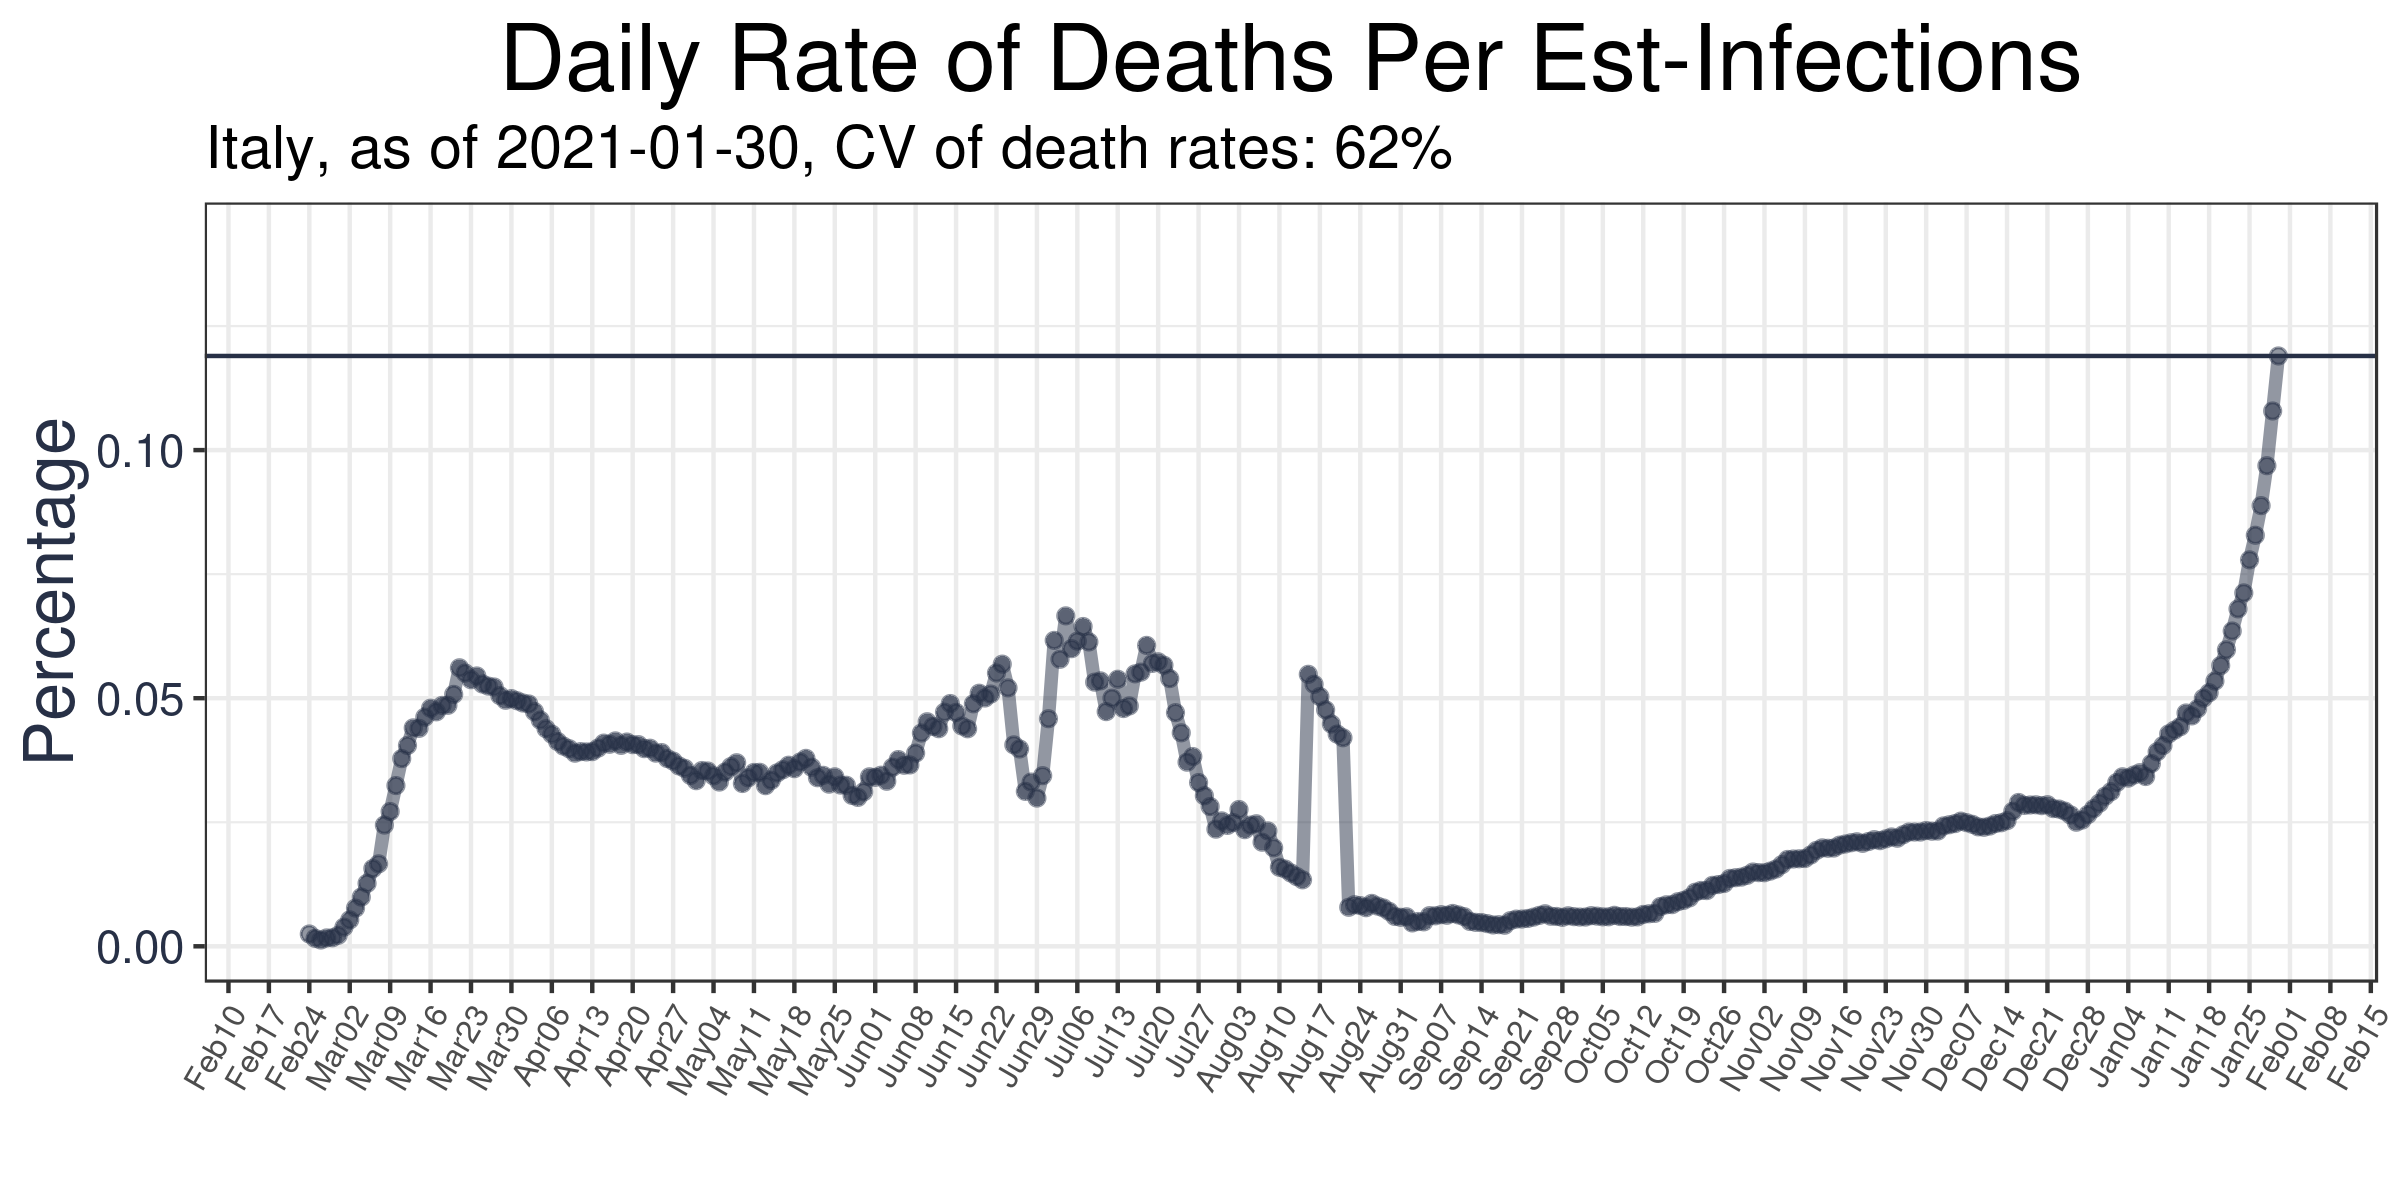 Daily Rate of Deaths Per Est-Infections
Italy, as of 2021-01-30, CV of death rates: 62%
Percentage
0.10
0.05
0.00
Feb10 Feb17 Feb24 Mar02 Mar09 Mar16 Mar23 Mar30 Apr06 Apr13 Apr20 Apr27 May04 May11 May18 May25 Jun01 Jun08 Jun15 Jun22 Jun29 Jul06 Jul13 Jul20 Jul27 Aug03 Aug10 Aug17 Aug24 Aug31 Sep07 Sep14 Sep21 Sep28 Oct05 Oct12 Oct19 Oct26 Nov02 Nov09 Nov16 Nov23 Nov30 Dec07 Dec14 Dec21 Dec28 Jan04 Jan11 Jan18 Jan25 Feb01 Feb08 Feb15